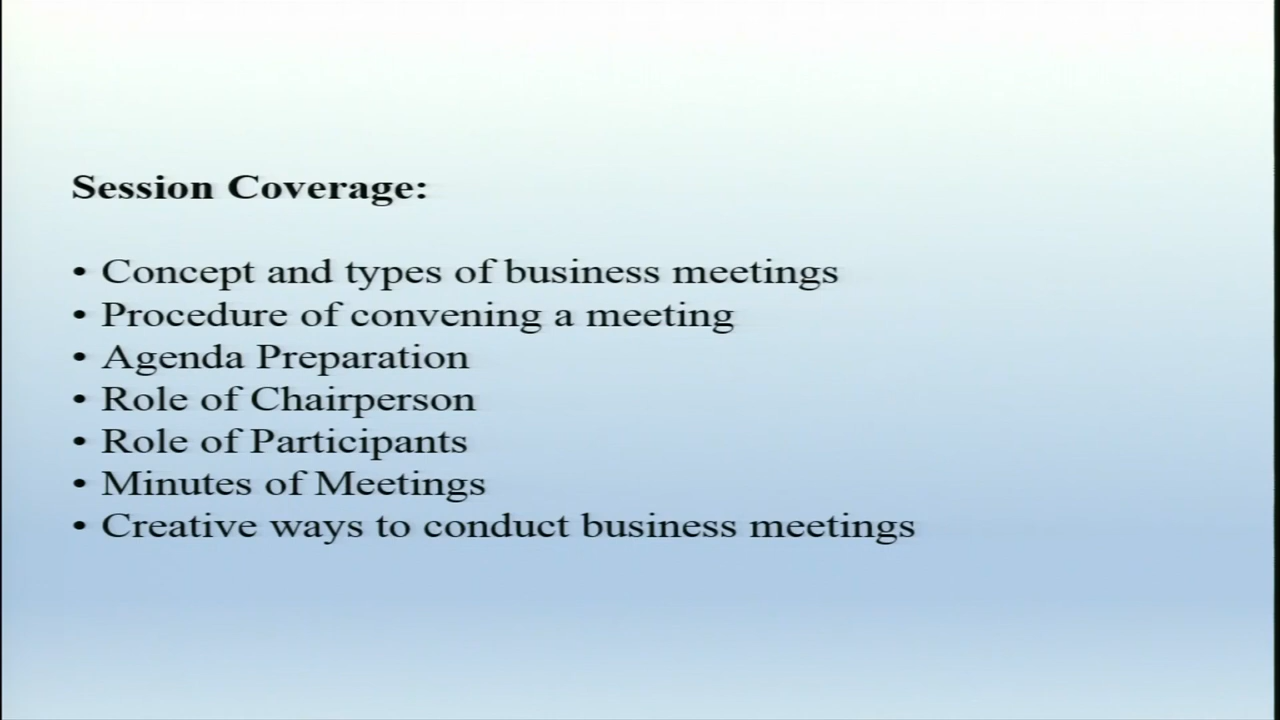 Session Coverage:
• Concept and types of business meetings
• Procedure of convening a meeting
• Agenda Preparation
• Role of Chairperson
• Role of Participants
• Minutes of Meetings
• Creative ways to conduct business meetings